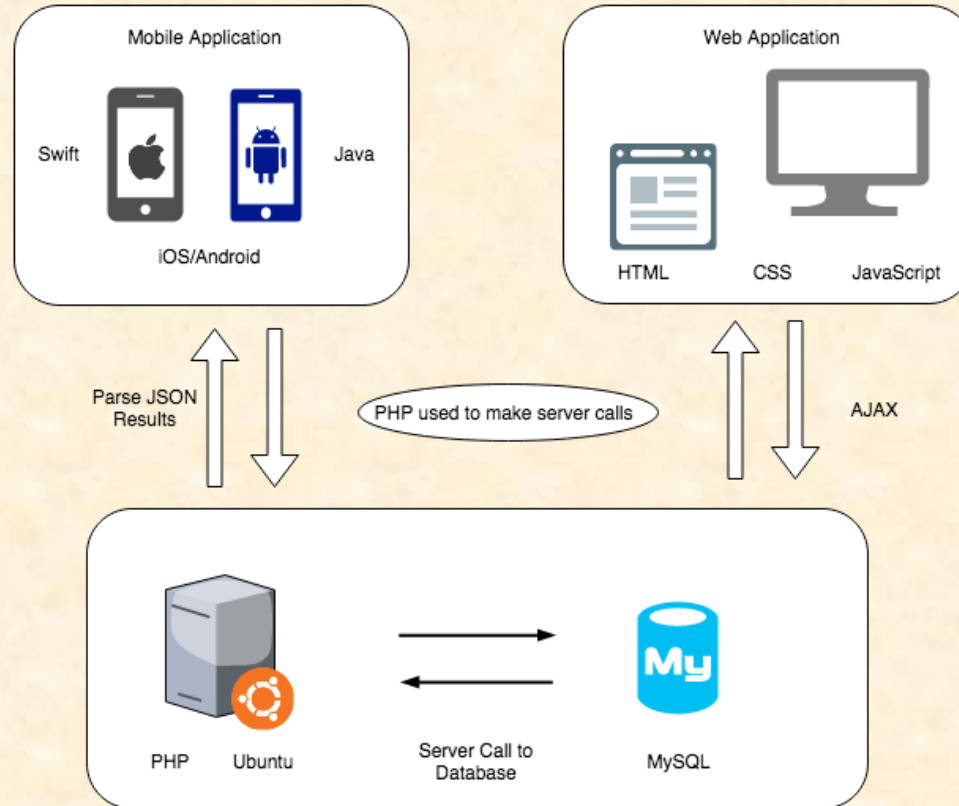 Mobile Application
Swift
Java
iOS/Android
Web Application
HTML
CSS
JavaScript
Parse JSON
Results
PHP used to make server calls
AJAX
My
PHP
Ubuntu
Server Call to
Database
MySQL